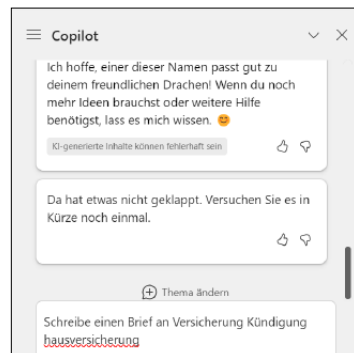 Copilot
Ich hoffe, einer dieser Namen passt gut zu
deinem freundlichen Drachen! Wenn du noch
mehr Ideen brauchst oder weitere Hilfe
benötigst, lass es mich wissen. 😊
KI-generierte Inhalte können fehlerhaft sein
Da hat etwas nicht geklappt. Versuchen Sie es in
Kürze noch einmal.
Thema ändern
Schreibe einen Brief an Versicherung Kündigung
hausversicherung